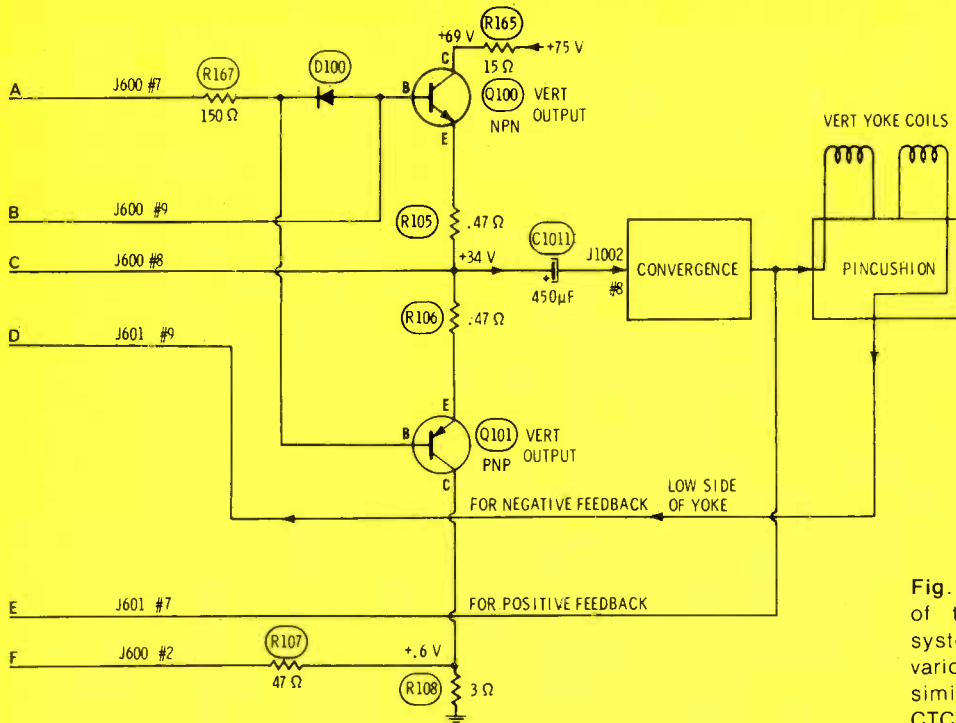 R165
+69 V
+75 V
C
15 Ω
A
J600 #7
R167
150 Ω
D100
B
Q100
VERT
OUTPUT
NPN
E
VERT YOKE COILS
B
J600 #9
R105
.47 Ω
C
J600 #8
+34 V
C1011
+
450μF
J1002
#8
CONVERGENCE
PINCUSHION
R106
.47 Ω
D
J601 #9
E
B
Q101
VERT
OUTPUT
PNP
C
FOR NEGATIVE FEEDBACK
LOW SIDE
OF YOKE
E
J601 #7
FOR POSITIVE FEEDBACK
F
J600 #2
R107
47 Ω
+.6 V
R108
3 Ω
Fig.
of t
syste
vario
simi
CTC